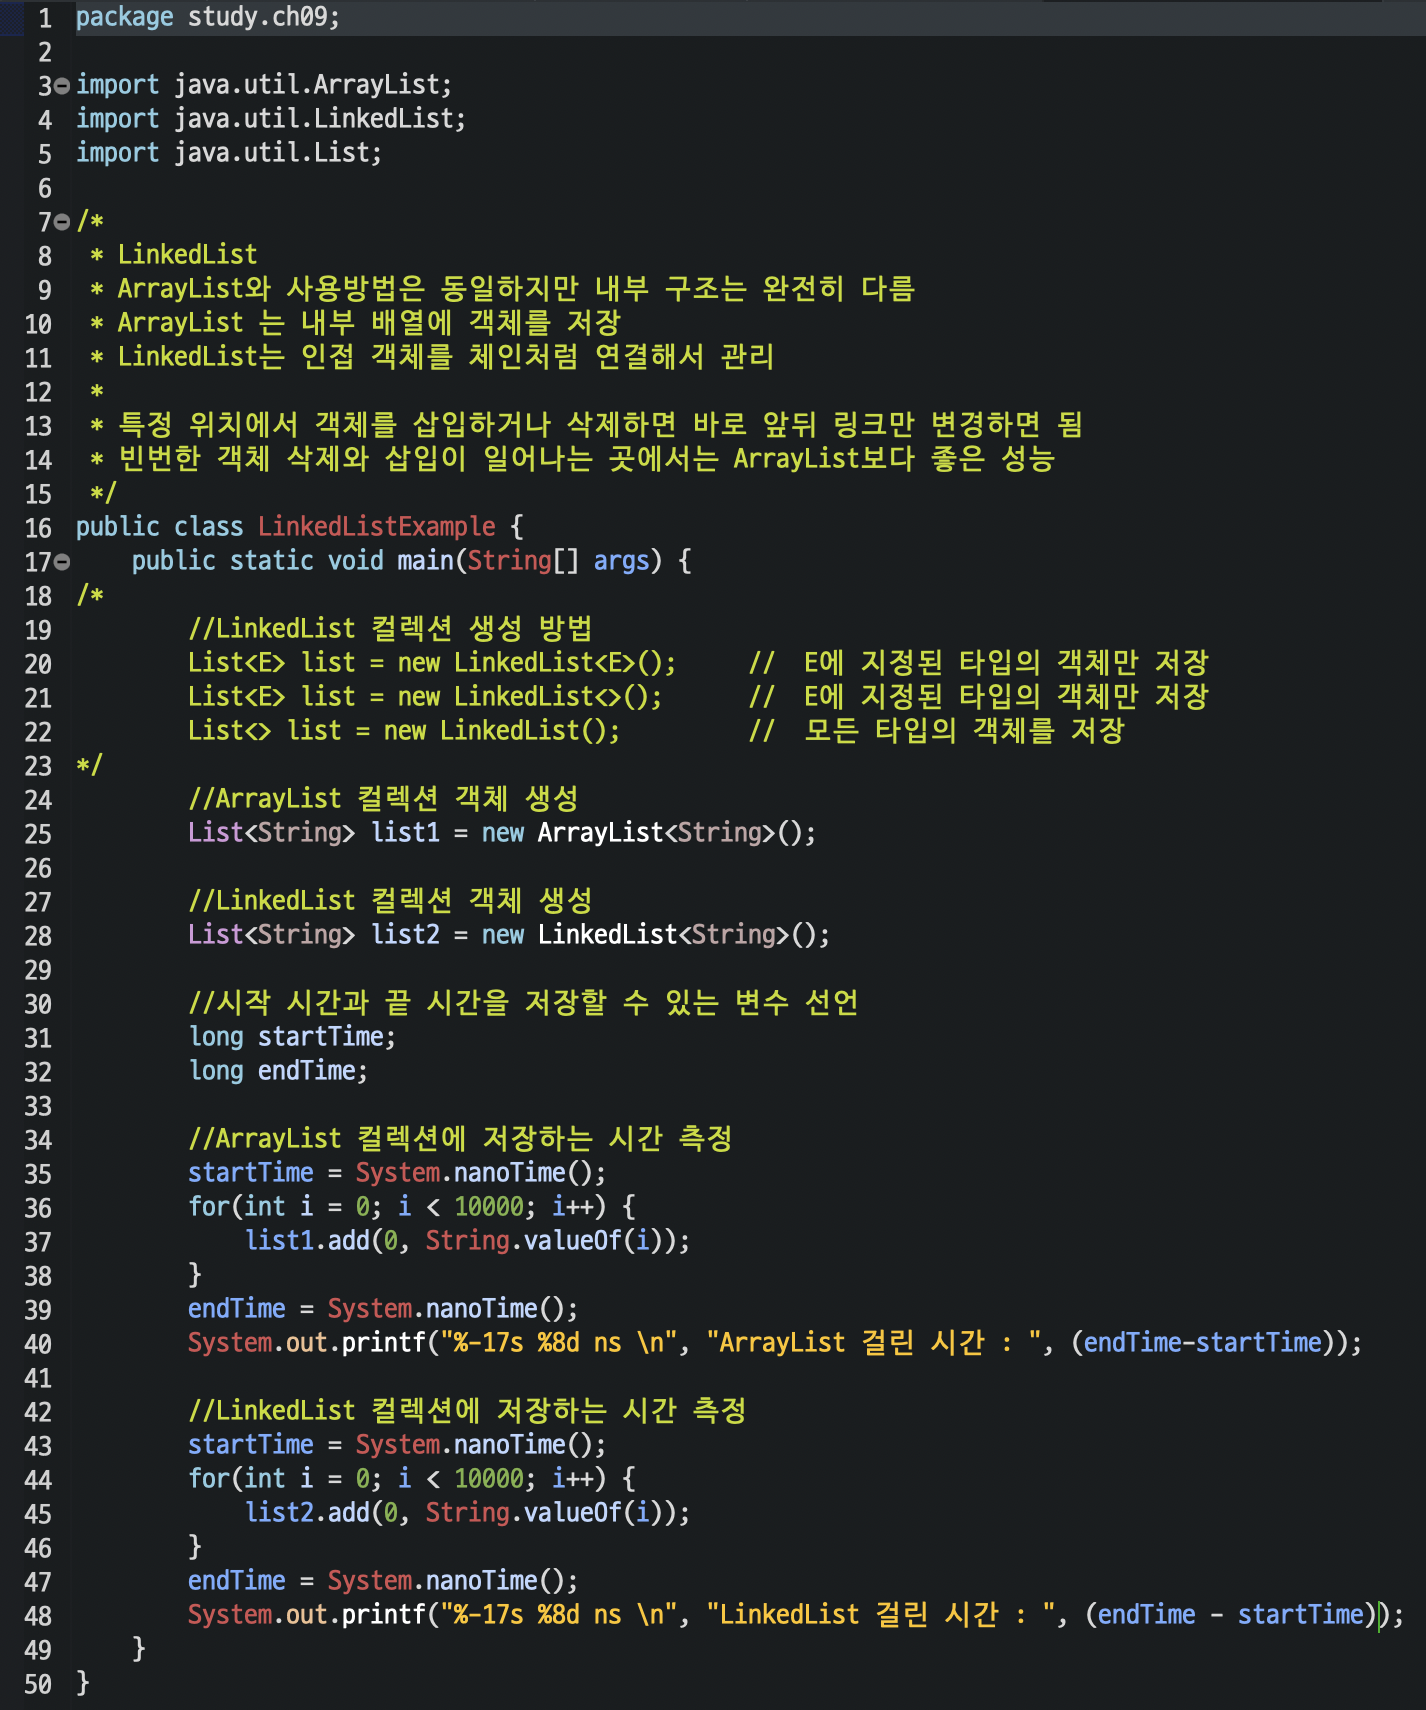 1 package study.ch09;
2
3 import java.util.ArrayList;
4 import java.util.LinkedList;
5 import java.util.List;
6
7 /*
8  * LinkedList
9  * ArrayList와 사용방법은 동일하지만 내부 구조는 완전히 다름
10  * ArrayList 는 내부 배열에 객체를 저장
11  * LinkedList는 인접 객체를 체인처럼 연결해서 관리
12  *
13  * 특정 위치에서 객체를 삽입하거나 삭제하면 바로 앞뒤 링크만 변경하면 됨
14  * 빈번한 객체 삭제와 삽입이 일어나는 곳에서는 ArrayList보다 좋은 성능
15  */
16 public class LinkedListExample {
17     public static void main(String[] args) {
18 /*
19         //LinkedList 컬렉션 생성 방법
20         List<E> list = new LinkedList<E>();     //  E에 지정된 타입의 객체만 저장
21         List<E> list = new LinkedList<>();      //  E에 지정된 타입의 객체만 저장
22         List<> list = new LinkedList();         //  모든 타입의 객체를 저장
23 */
24         //ArrayList 컬렉션 객체 생성
25         List<String> list1 = new ArrayList<String>();
26
27         //LinkedList 컬렉션 객체 생성
28         List<String> list2 = new LinkedList<String>();
29
30         //시작 시간과 끝 시간을 저장할 수 있는 변수 선언
31         long startTime;
32         long endTime;
33
34         //ArrayList 컬렉션에 저장하는 시간 측정
35         startTime = System.nanoTime();
36         for(int i = 0; i < 10000; i++) {
37             list1.add(0, String.valueOf(i));
38         }
39         endTime = System.nanoTime();
40         System.out.printf("%-17s %8d ns \n", "ArrayList 걸린 시간 : ", (endTime-startTime));
41
42         //LinkedList 컬렉션에 저장하는 시간 측정
43         startTime = System.nanoTime();
44         for(int i = 0; i < 10000; i++) {
45             list2.add(0, String.valueOf(i));
46         }
47         endTime = System.nanoTime();
48         System.out.printf("%-17s %8d ns \n", "LinkedList 걸린 시간 : ", (endTime - startTime));
49     }
50 }